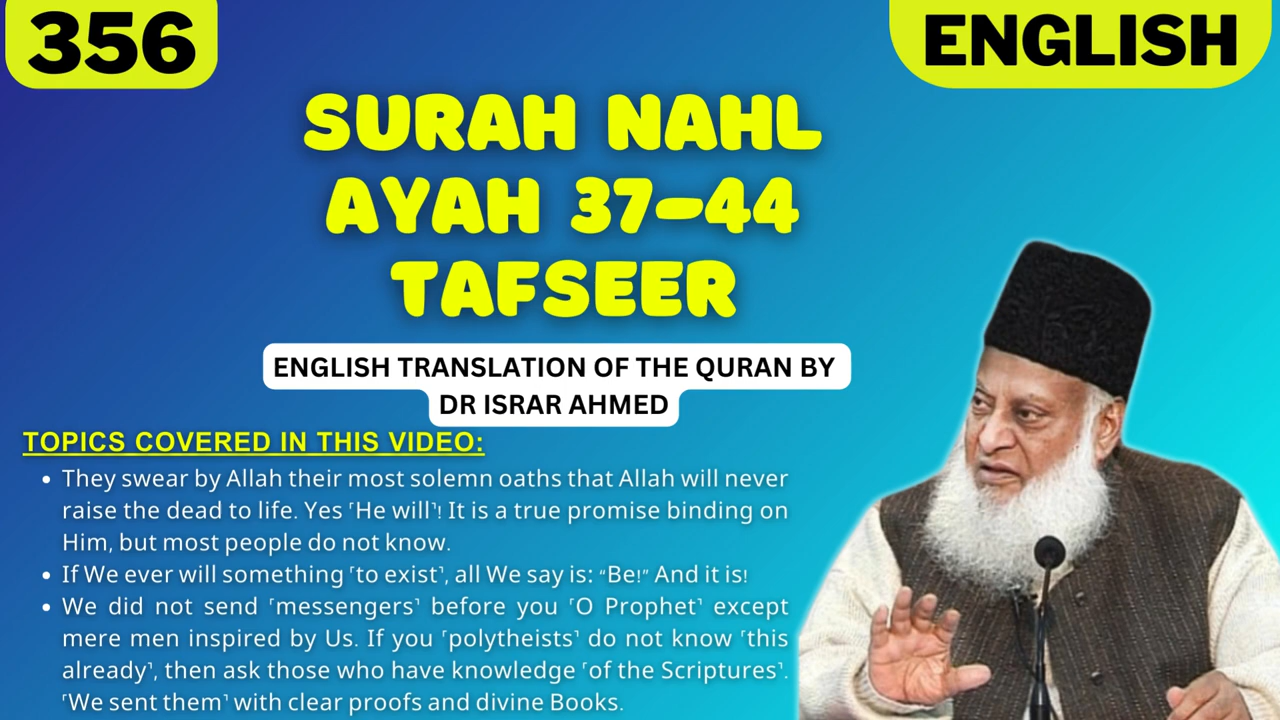 356
ENGLISH
SURAH NAHL
AYAH 37-44
TAFSEER
ENGLISH TRANSLATION OF THE QURAN BY
DR ISRAR AHMED
TOPICS COVERED IN THIS VIDEO:
• They swear by Allah their most solemn oaths that Allah will never
raise the dead to life. Yes ˹He will˺! It is a true promise binding on
Him, but most people do not know.
• If We ever will something ˹to exist˺, all We say is: “Be!” And it is!
• We did not send ˹messengers˺ before you ˹O Prophet˺ except
mere men inspired by Us. If you ˹polytheists˺ do not know ˹this
already˺, then ask those who have knowledge ˹of the Scriptures˺.
˹We sent them˺ with clear proofs and divine Books.